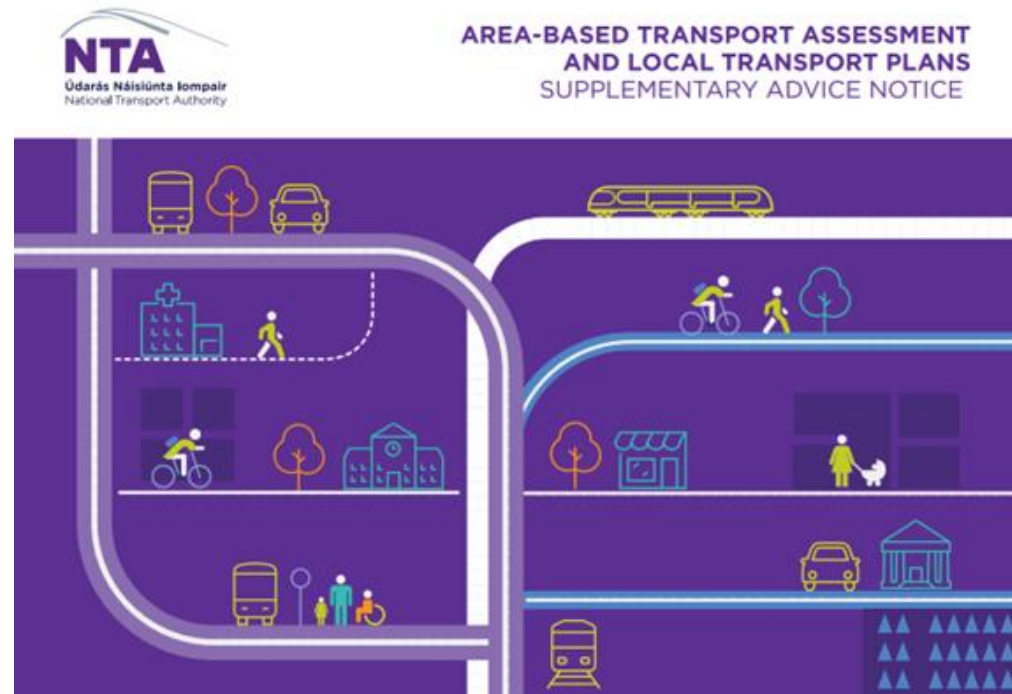 NTA
Údarás Náisiúnta Iompair
National Transport Authority
AREA-BASED TRANSPORT ASSESSMENT
AND LOCAL TRANSPORT PLANS
SUPPLEMENTARY ADVICE NOTICE